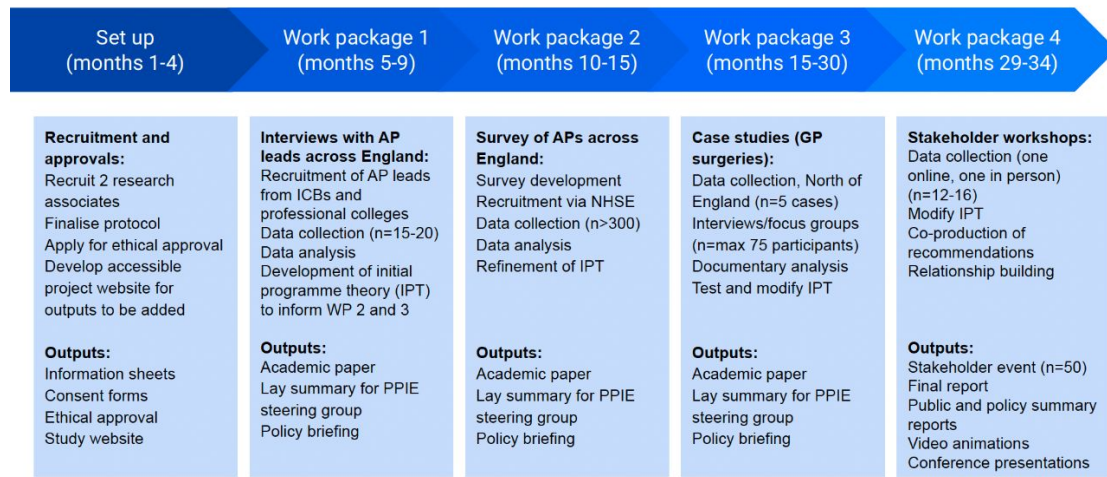 Set up
(months 1-4)
Work package 1
(months 5-9)
Work package 2
(months 10-15)
Work package 3
(months 15-30)
Work package 4
(months 29-34)
Recruitment and
approvals:
Recruit 2 research
associates
Finalise protocol
Apply for ethical approval
Develop accessible
project website for
outputs to be added
Outputs:
Information sheets
Consent forms
Ethical approval
Study website
Interviews with AP
leads across England:
Recruitment of AP leads
from ICBs and
professional colleges
Data collection (n=15-20)
Data analysis
Development of initial
programme theory (IPT)
to inform WP 2 and 3
Outputs:
Academic paper
Lay summary for PPIE
steering group
Policy briefing
Survey of APs across
England:
Survey development
Recruitment via NHSE
Data collection (n>300)
Data analysis
Refinement of IPT
Outputs:
Academic paper
Lay summary for PPIE
steering group
Policy briefing
Case studies (GP
surgeries):
Data collection, North of
England (n=5 cases)
Interviews/focus groups
(n=max 75 participants)
Documentary analysis
Test and modify IPT
Outputs:
Academic paper
Lay summary for PPIE
steering group
Policy briefing
Stakeholder workshops:
Data collection (one
online, one in person)
(n=12-16)
Modify IPT
Co-production of
recommendations
Relationship building
Outputs:
Stakeholder event (n=50)
Final report
Public and policy summary
reports
Video animations
Conference presentations